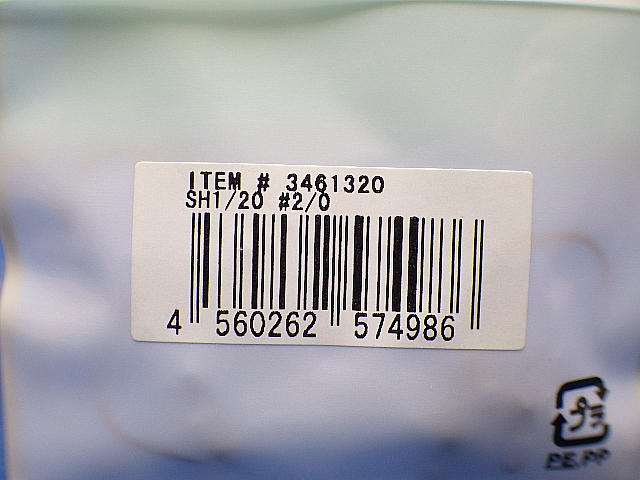 ITEM # 3461320
SH1/20 #2/0
4 560262 574986
プラ
PE,PP